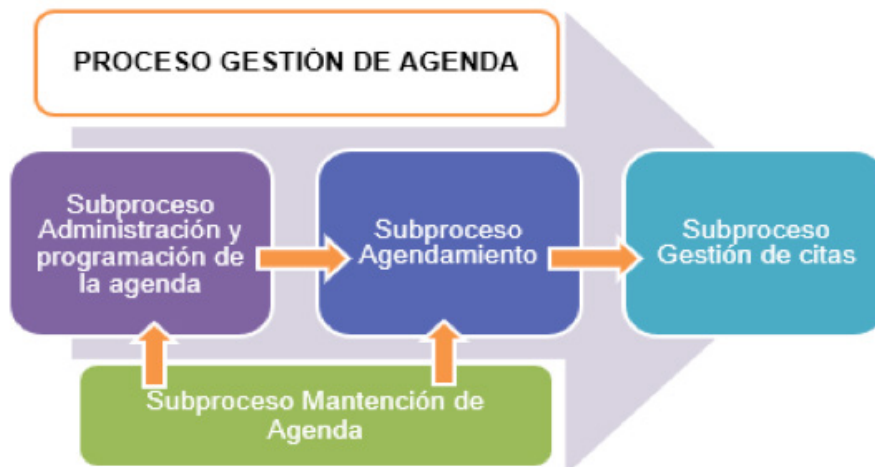 PROCESO GESTIÓN DE AGENDA
Subproceso
Administración y
programación de
la agenda
Subproceso
Agendamiento
Subproceso
Gestión de citas
Subproceso Mantención de
Agenda